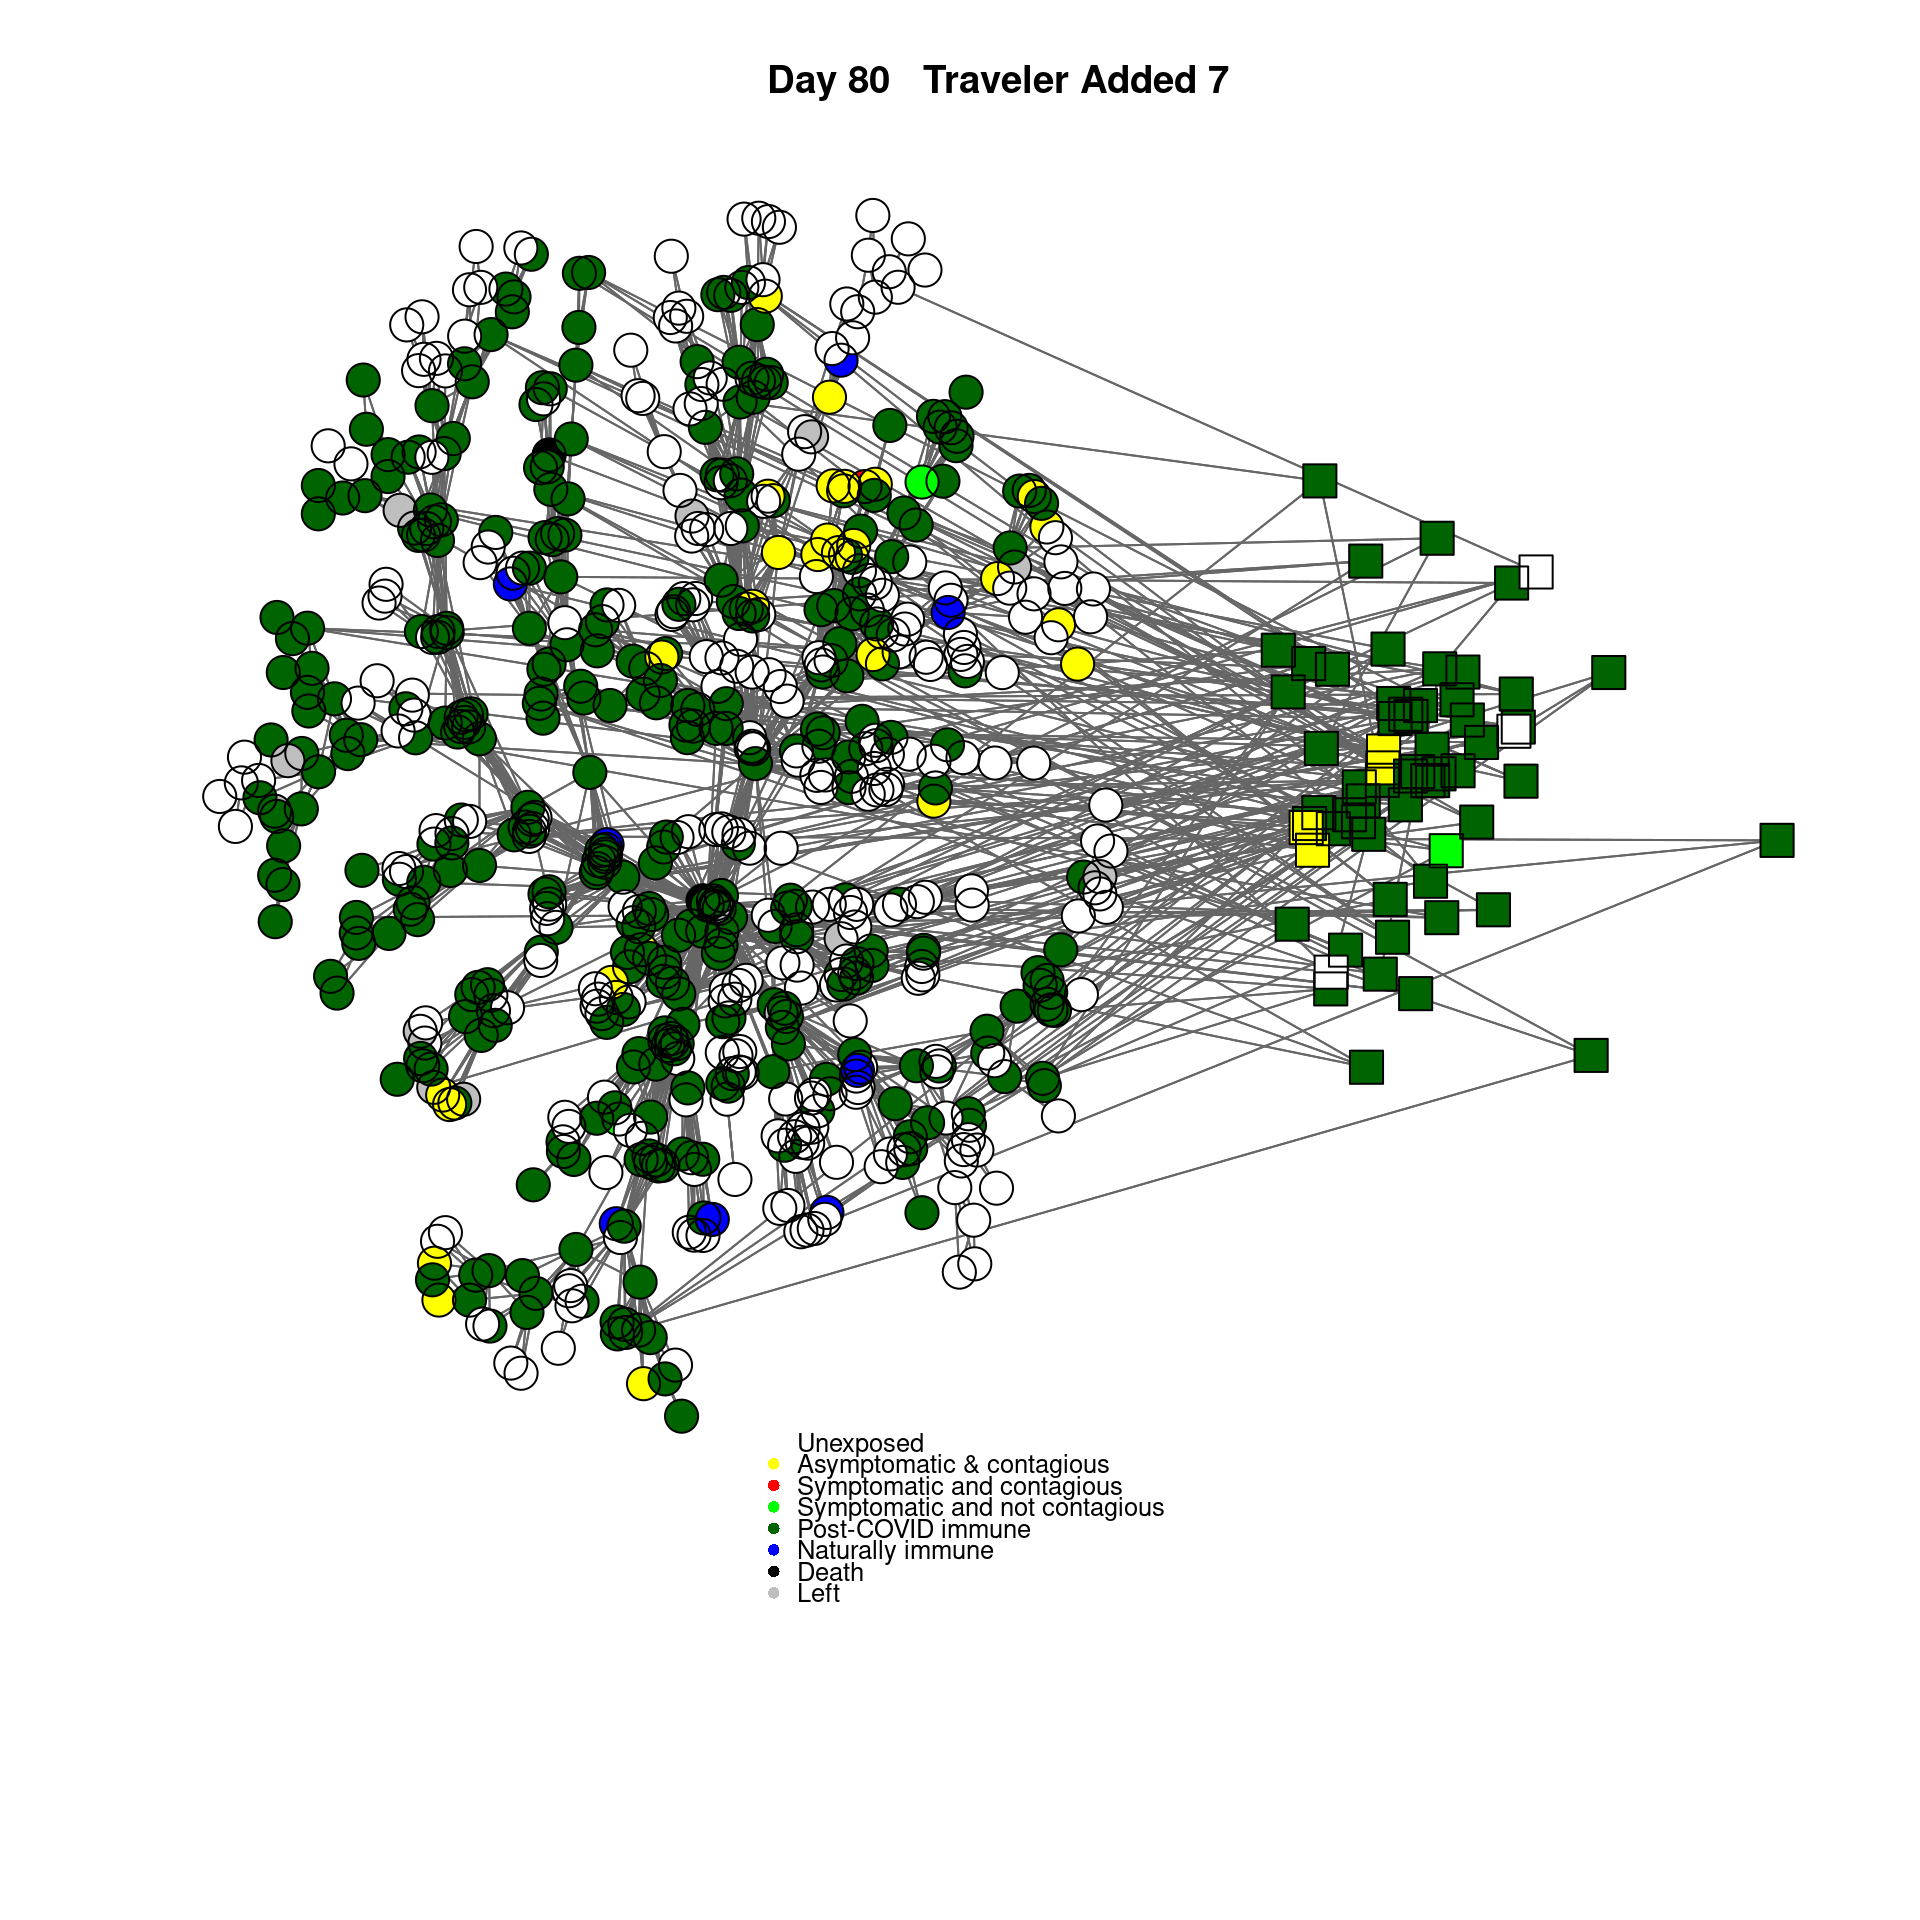 Day 80   Traveler Added 7
Unexposed
Asymptomatic & contagious
Symptomatic and contagious
Symptomatic and not contagious
Post-COVID immune
Naturally immune
Death
Left